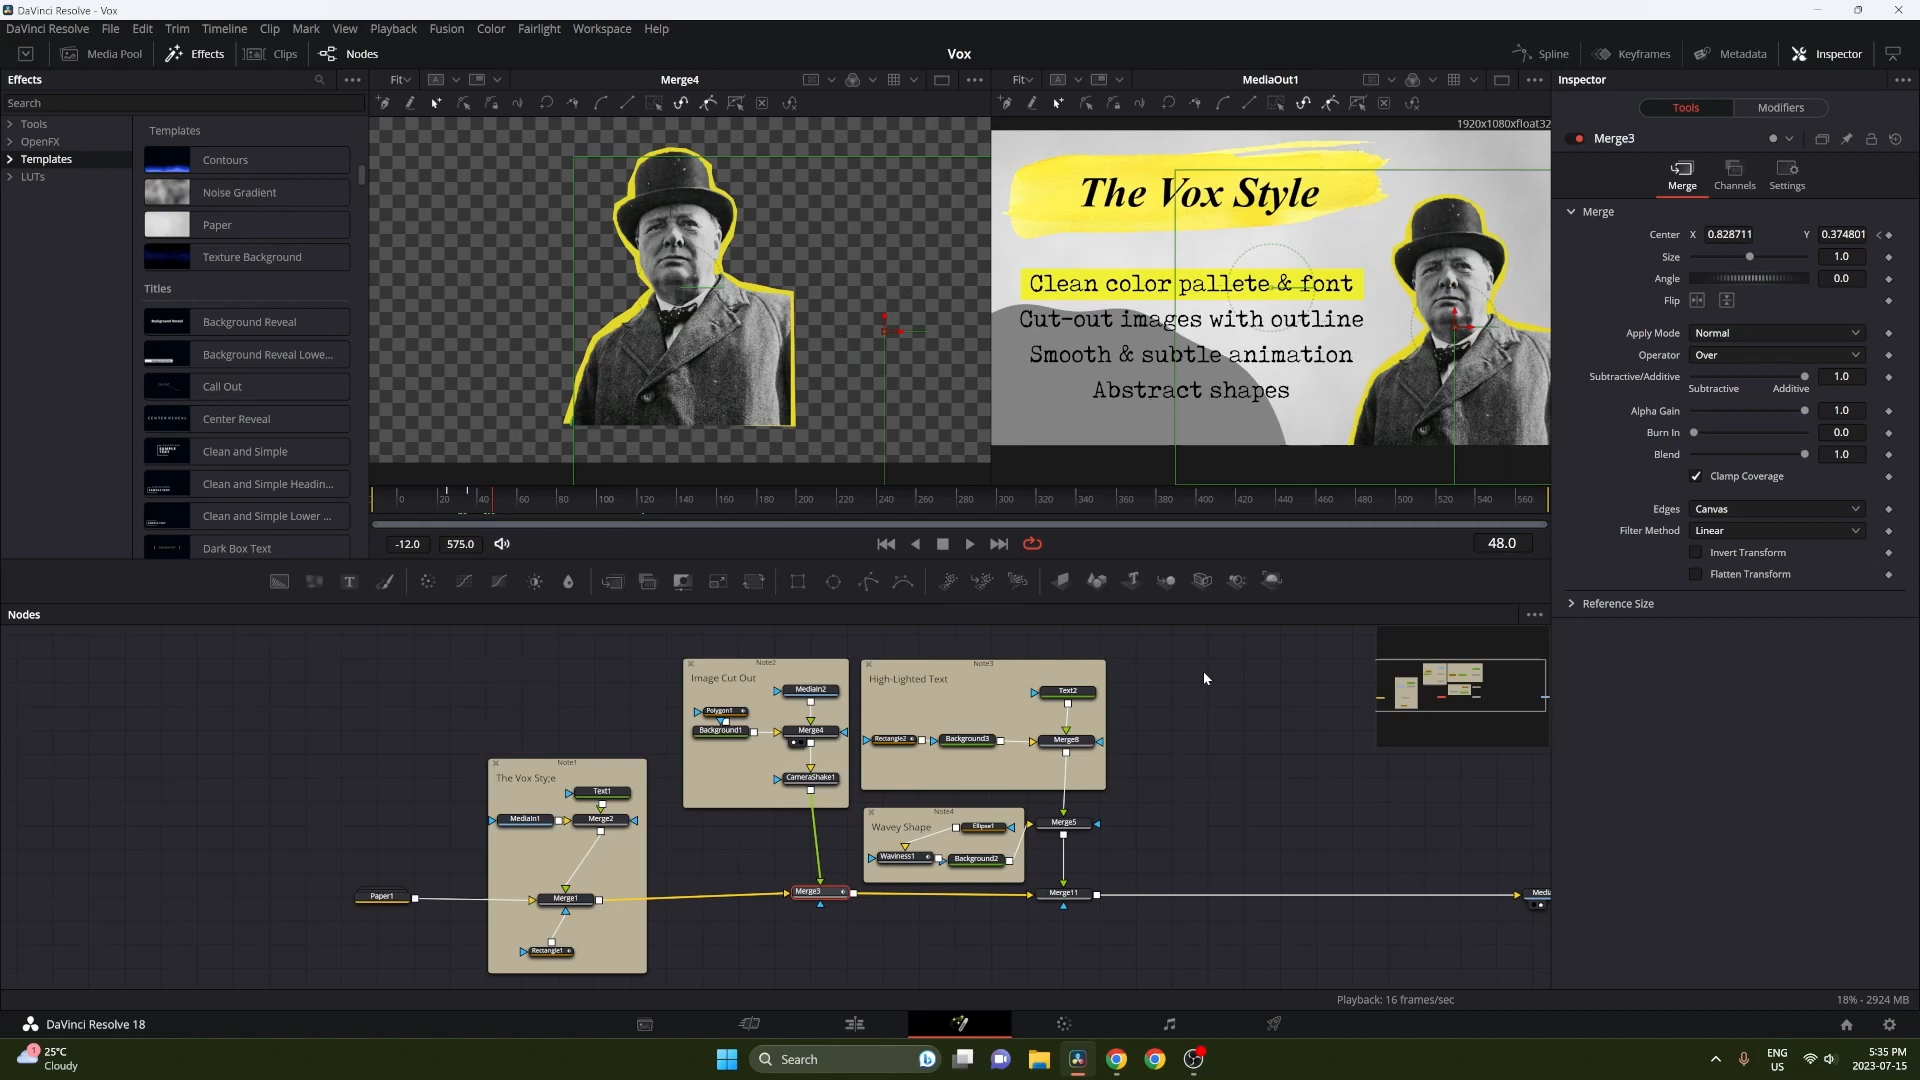 DaVinci Resolve - Vox
DaVinci Resolve File Edit Trim Timeline Clip Mark View Playback Fusion Color Fairlight Workspace Help
Media Pool Effects Clips Nodes Vox Spline Keyframes Metadata Inspector
Effects Fit Merge4 Fit MediaOut1 Inspector
Search
Tools Modifiers
Tools
OpenFX
Templates
LUTs
Templates
Contours
Noise Gradient
Paper
Texture Background
Titles
Background Reveal
Background Reveal Lowe...
Call Out
Center Reveal
Clean and Simple
Clean and Simple Headin...
Clean and Simple Lower ...
Dark Box Text
1920x1080xfloat32
The Vox Style
Clean color pallete & font
Cut-out images with outline
Smooth & subtle animation
Abstract shapes
0 20 40 60 80 100 120 140 160 180 200 220 240 260 280 300 320 340 360 380 400 420 440 460 480 500 520 540 560
-12.0 575.0 48.0
Merge3
Merge Channels Settings
Merge
Center X 0.828711 Y 0.374801
Size 1.0
Angle 0.0
Flip
Apply Mode Normal
Operator Over
Subtractive/Additive 1.0
Subtractive Additive
Alpha Gain 1.0
Burn In 0.0
Blend 1.0
Clamp Coverage
Edges Canvas
Filter Method Linear
Invert Transform
Flatten Transform
Reference Size
Nodes
Note2
Image Cut Out
MediaIn2
Polygon1
Background1
Merge4
CameraShake1
Note3
High-Lighted Text
Text2
Rectangle2
Background3
Merge8
Note1
The Vox Sty;e
Text1
MediaIn1
Merge2
Merge1
Rectangle1
Paper1
Note4
Wavey Shape
Ellipse1
Waviness1
Background2
Merge5
Merge3
Merge11
Media
Playback: 16 frames/sec 18% - 2924 MB
DaVinci Resolve 18
1
25°C
Cloudy
Search
ENG
US
5:35 PM
2023-07-15